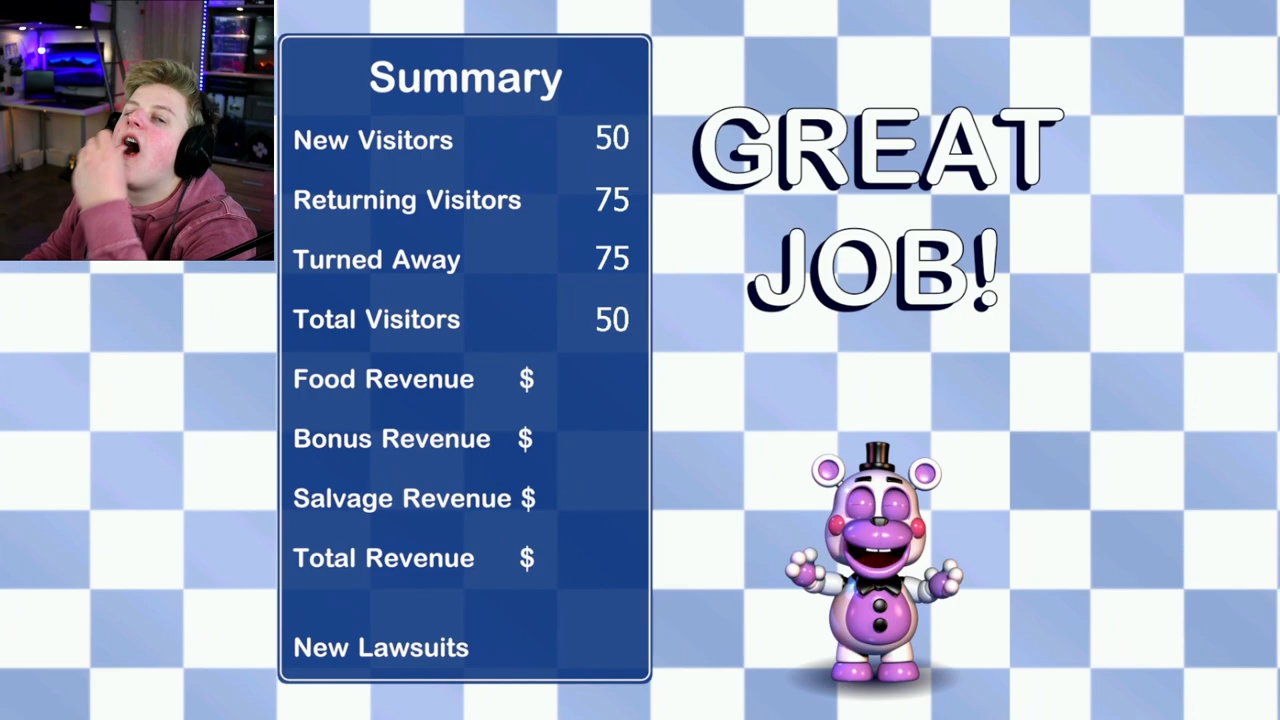 Summary
New Visitors 50
Returning Visitors 75
Turned Away 75
Total Visitors 50
Food Revenue $
Bonus Revenue $
Salvage Revenue $
Total Revenue $
New Lawsuits
GREAT
JOB!